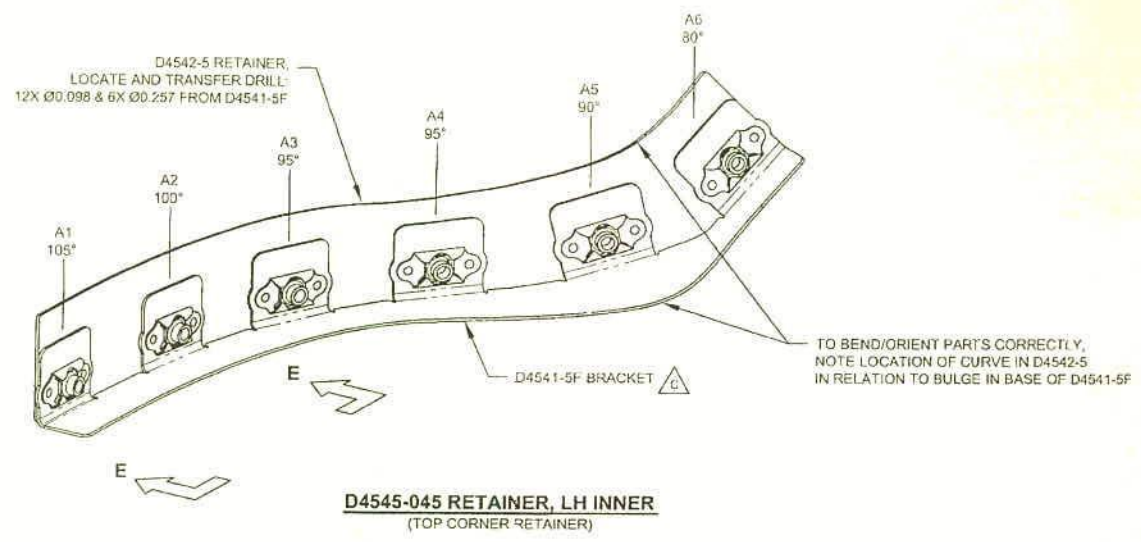 A6
80°
D4542-5 RETAINER,
LOCATE AND TRANSFER DRILL
12X Ø0.098 & 6X Ø0.257 FROM D4541-5F
A5
90°
A4
95°
A3
95°
A2
100°
A1
105°
TO BEND/ORIENT PARTS CORRECTLY,
NOTE LOCATION OF CURVE IN D4542-5
IN RELATION TO BULGE IN BASE OF D4541-5F
E
D4541-5F BRACKET C
E
D4545-045 RETAINER, LH INNER
(TOP CORNER RETAINER)